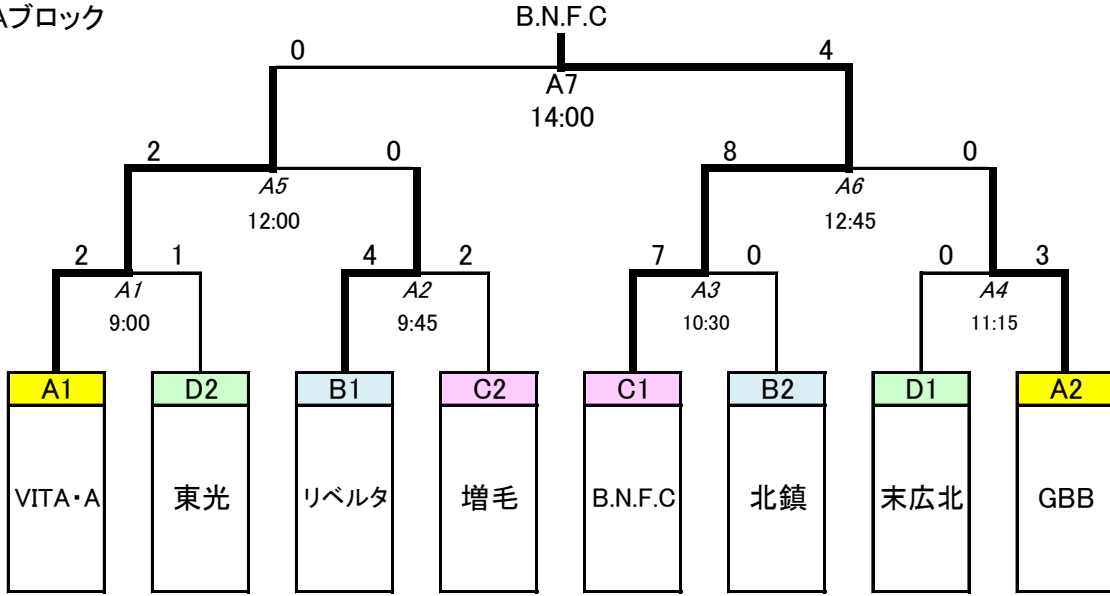 Aブロック
B.N.F.C
0 4
A7
14:00
2 0 8 0
A5 A6
12:00 12:45
2 1 4 2 7 0 0 3
A1 A2 A3 A4
9:00 9:45 10:30 11:15
A1 D2 B1 C2 C1 B2 D1 A2
VITA・A 東光 リベルタ 増毛 B.N.F.C 北鎮 末広北 GBB